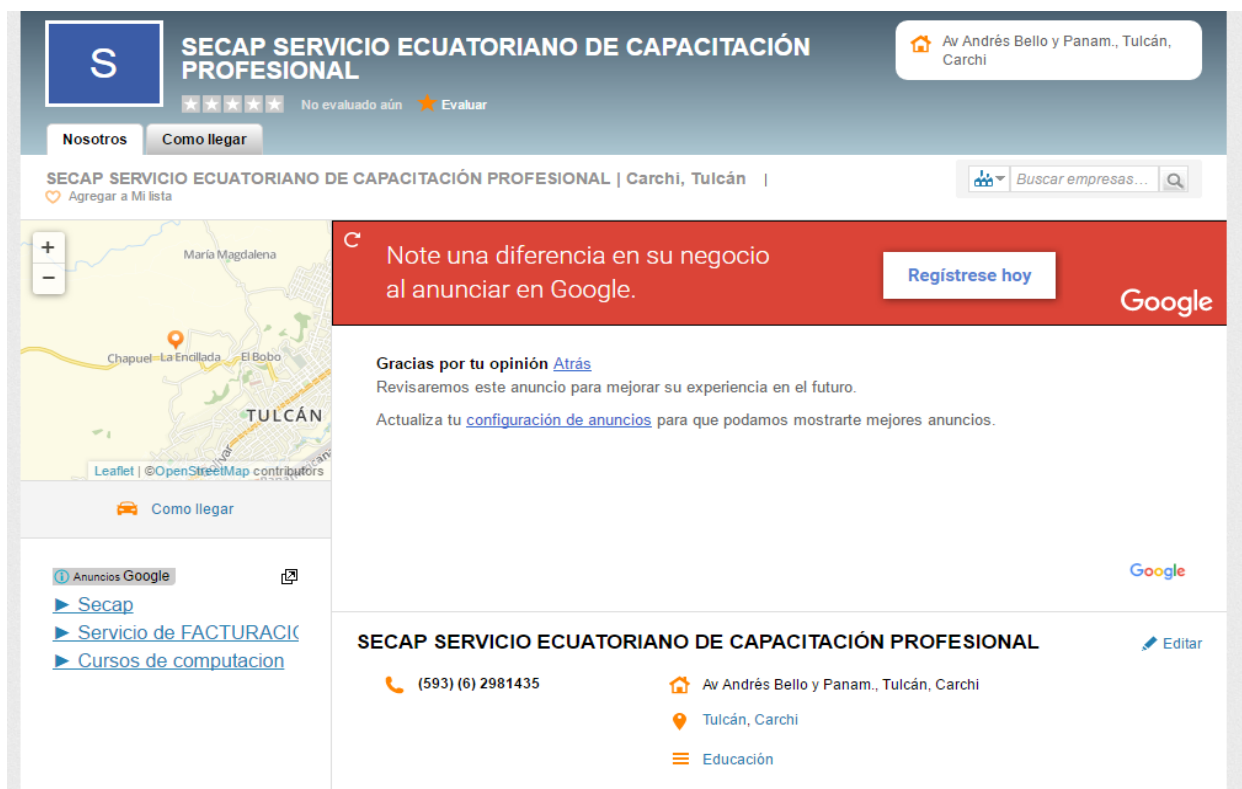 S
SECAP SERVICIO ECUATORIANO DE CAPACITACIÓN
PROFESIONAL
Av Andrés Bello y Panam., Tulcán,
Carchi
No evaluado aún Evaluar
Nosotros Como llegar
SECAP SERVICIO ECUATORIANO DE CAPACITACIÓN PROFESIONAL | Carchi, Tulcán |
Agregar a Mi lista
Buscar empresas...
+
−
María Magdalena
Chapuel La Encillada El Bobo
TULCÁN
Leaflet | ©OpenStreetMap contributors
Como llegar
Note una diferencia en su negocio
al anunciar en Google.
Regístrese hoy
Google
Gracias por tu opinión Atrás
Revisaremos este anuncio para mejorar su experiencia en el futuro.
Actualiza tu configuración de anuncios para que podamos mostrarte mejores anuncios.
Google
Anuncios Google
► Secap
► Servicio de FACTURACI(
► Cursos de computacion
SECAP SERVICIO ECUATORIANO DE CAPACITACIÓN PROFESIONAL
Editar
(593) (6) 2981435
Av Andrés Bello y Panam., Tulcán, Carchi
Tulcán, Carchi
Educación